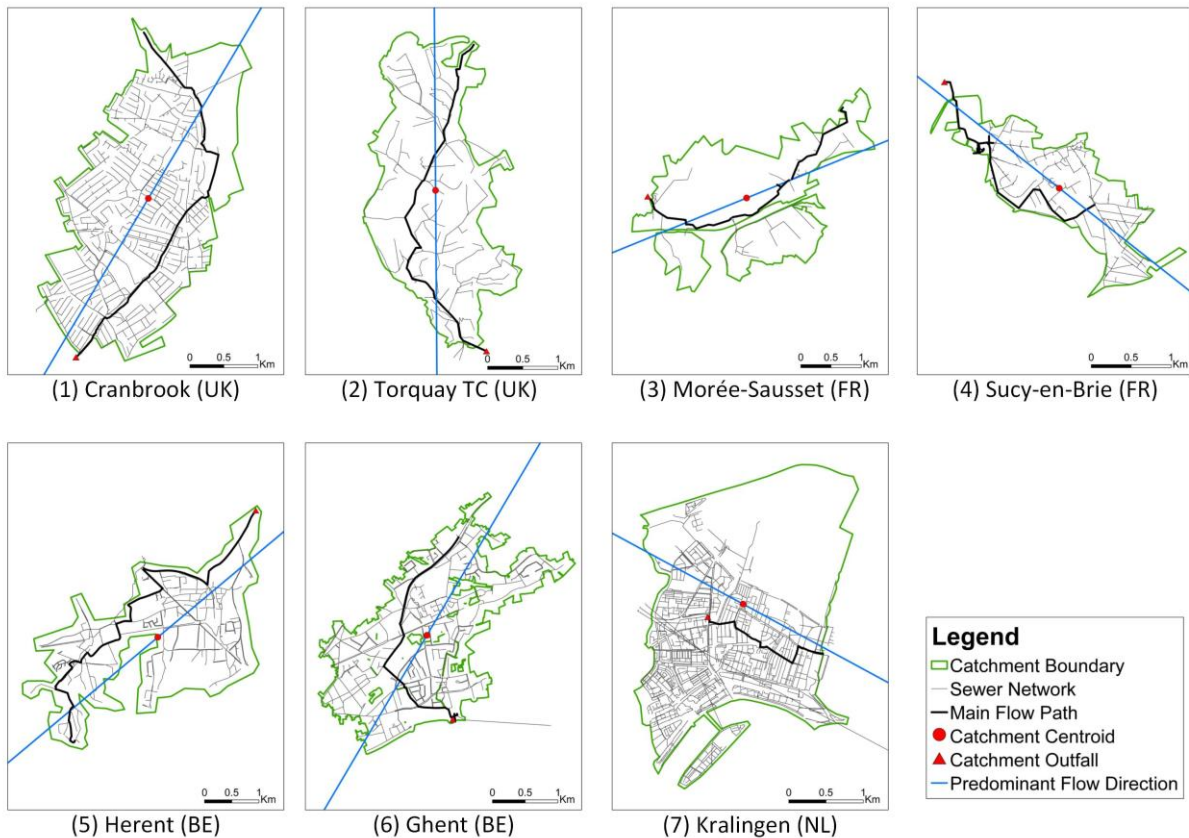 0 0.5 1
Km
(1) Cranbrook (UK)
0 0.5 1
Km
(2) Torquay TC (UK)
0 0.5 1
Km
(3) Morée-Sausset (FR)
0 0.5 1
Km
(4) Sucy-en-Brie (FR)
0 0.5 1
Km
(5) Herent (BE)
0 0.5 1
Km
(6) Ghent (BE)
0 0.5 1
Km
(7) Kralingen (NL)
Legend
Catchment Boundary
Sewer Network
Main Flow Path
Catchment Centroid
Catchment Outfall
Predominant Flow Direction